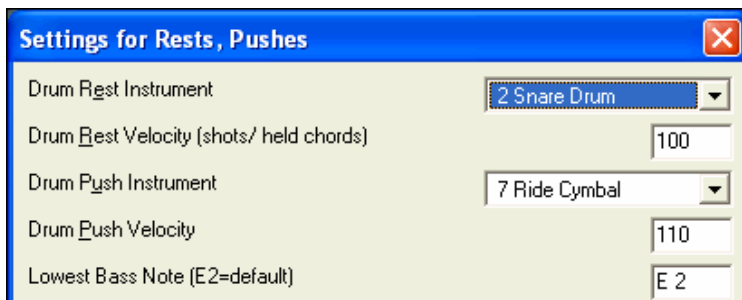 Settings for Rests, Pushes
Drum Rest Instrument 2 Snare Drum
Drum Rest Velocity (shots/ held chords) 100
Drum Push Instrument 7 Ride Cymbal
Drum Push Velocity 110
Lowest Bass Note (E2=default) E 2